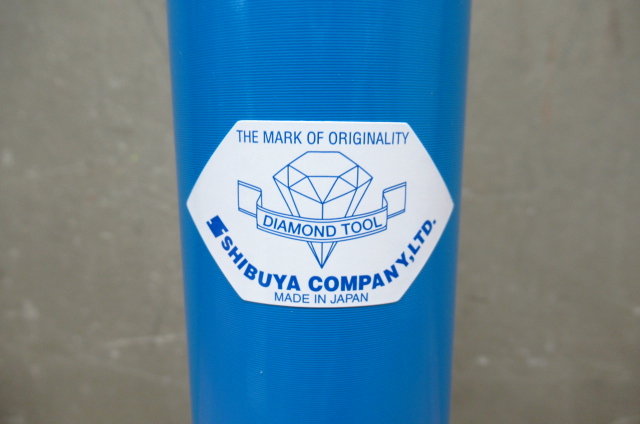 THE MARK OF ORIGINALITY
DIAMOND TOOL
SHIBUYA COMPANY,LTD.
MADE IN JAPAN